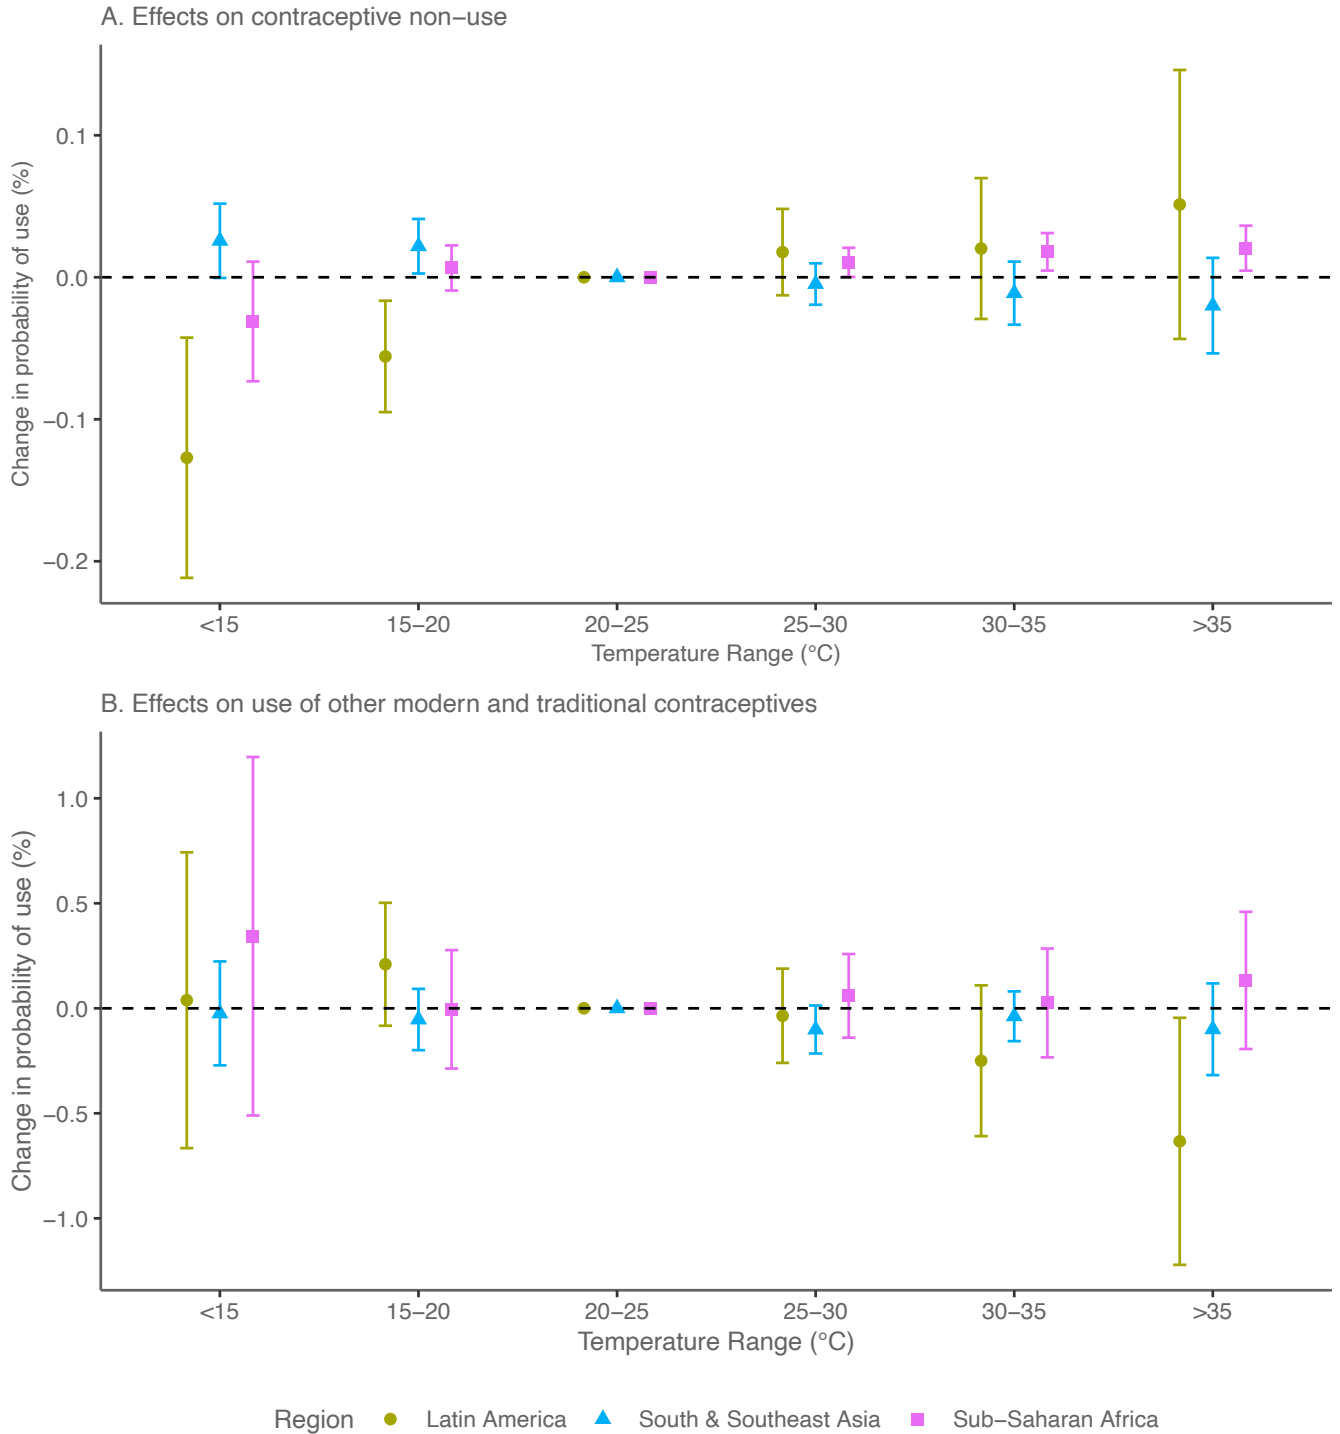 A. Effects on contraceptive non−use
Change in probability of use (%)
0.1
0.0
−0.1
−0.2
<15 15−20 20−25 25−30 30−35 >35
Temperature Range (°C)
B. Effects on use of other modern and traditional contraceptives
Change in probability of use (%)
1.0
0.5
0.0
−0.5
−1.0
<15 15−20 20−25 25−30 30−35 >35
Temperature Range (°C)
Region Latin America South & Southeast Asia Sub−Saharan Africa